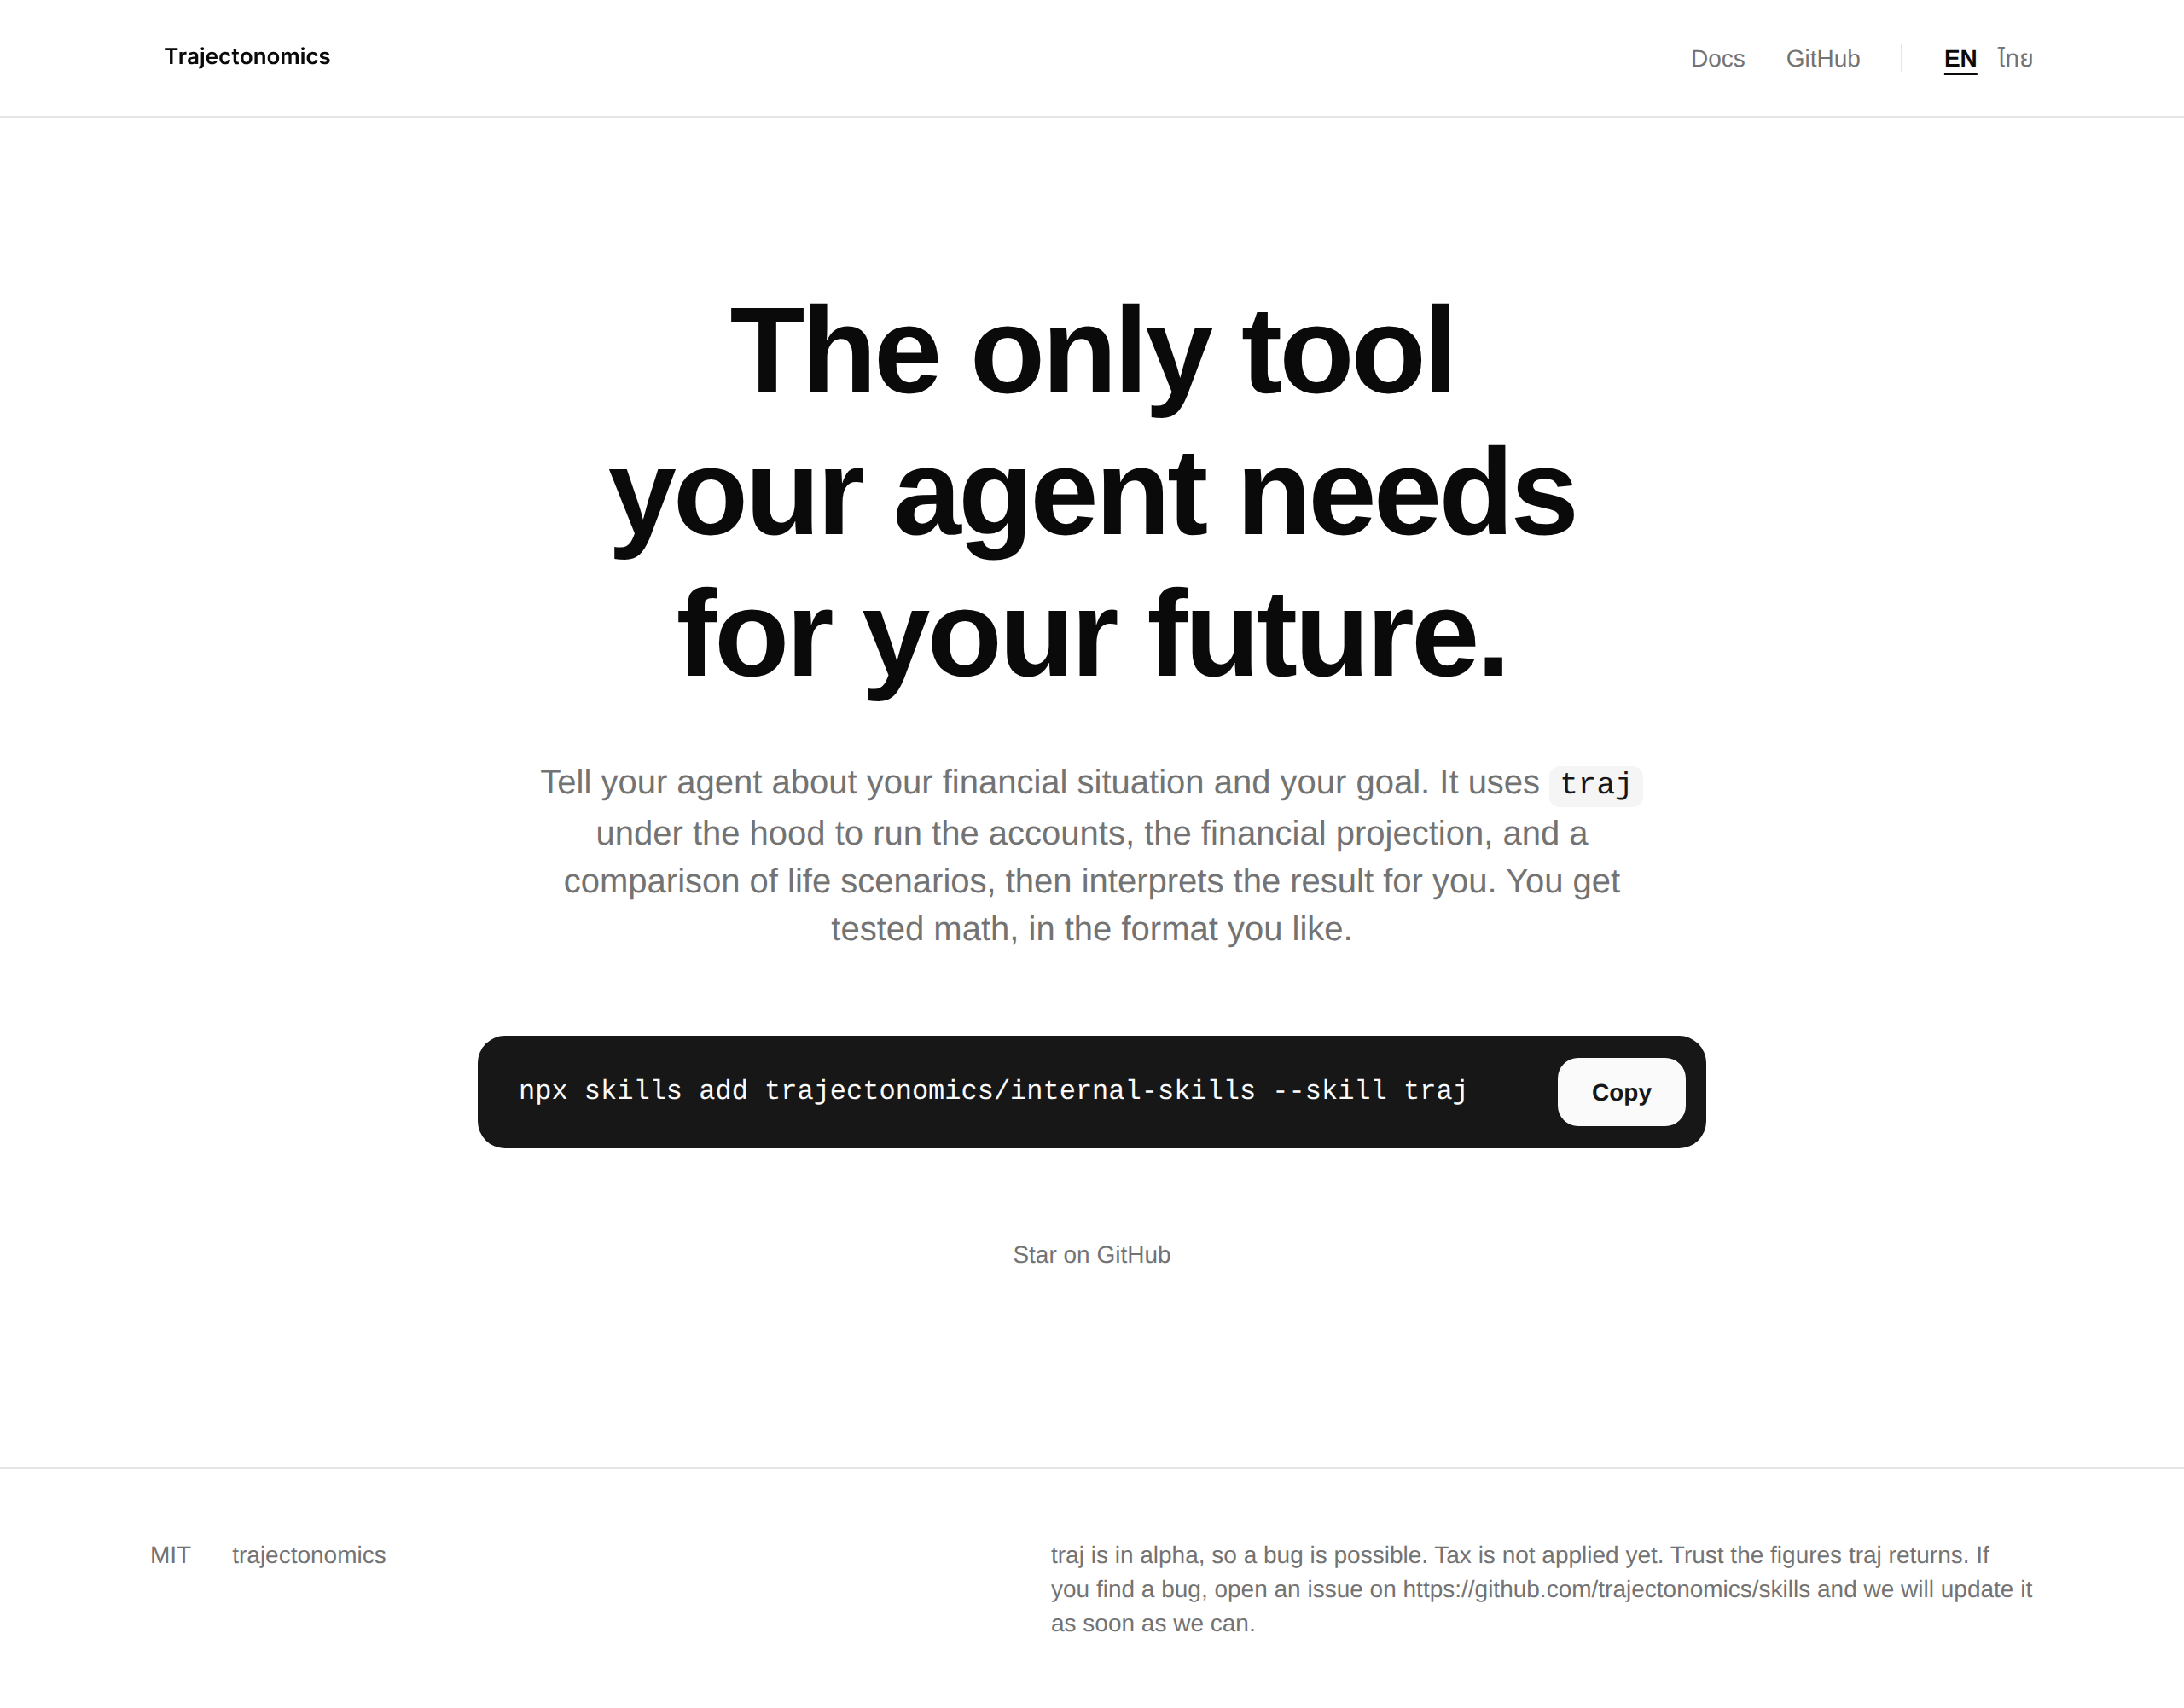 Trajectonomics
Docs GitHub EN ไทย
The only tool
your agent needs
for your future.
Tell your agent about your financial situation and your goal. It uses traj
under the hood to run the accounts, the financial projection, and a
comparison of life scenarios, then interprets the result for you. You get
tested math, in the format you like.
npx skills add trajectonomics/internal-skills --skill traj
Copy
Star on GitHub
MIT trajectonomics
traj is in alpha, so a bug is possible. Tax is not applied yet. Trust the figures traj returns. If
you find a bug, open an issue on https://github.com/trajectonomics/skills and we will update it
as soon as we can.